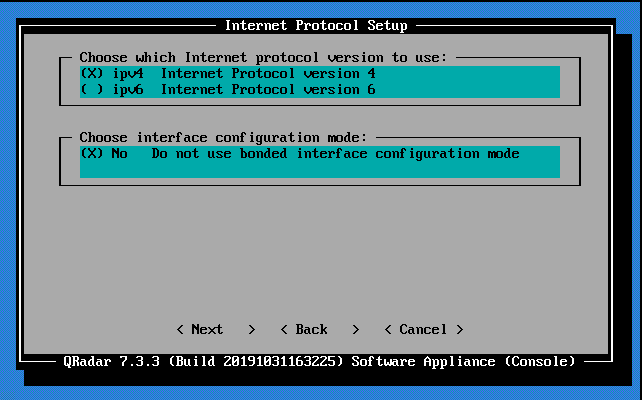 Internet Protocol Setup
Choose which Internet protocol version to use:
(X) ipv4  Internet Protocol version 4
( ) ipv6  Internet Protocol version 6
Choose interface configuration mode:
(X) No   Do not use bonded interface configuration mode
< Next   >   < Back   >   < Cancel >
QRadar 7.3.3 (Build 20191031163225) Software Appliance (Console)